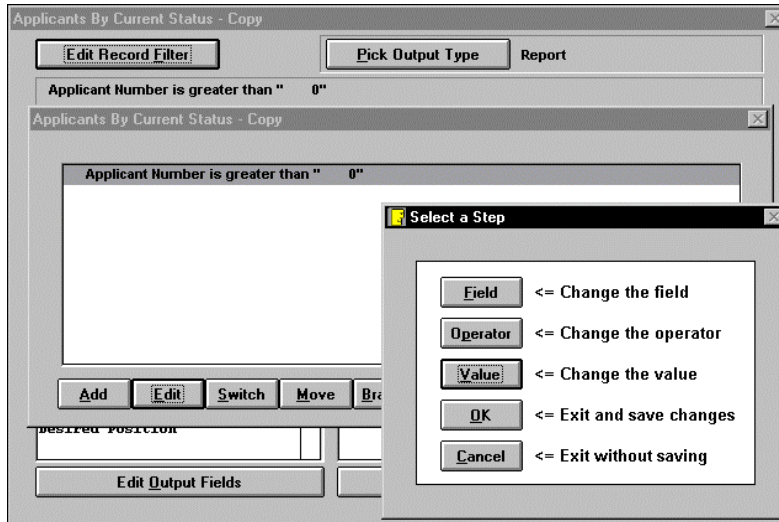 Applicants By Current Status - Copy
Edit Record Filter
Pick Output Type
Report
Applicant Number is greater than " 0"
Applicants By Current Status - Copy
Applicant Number is greater than " 0"
Select a Step
Field <= Change the field
Operator <= Change the operator
Value <= Change the value
OK <= Exit and save changes
Cancel <= Exit without saving
Add Edit Switch Move Bra
Desired Position
Edit Output Fields